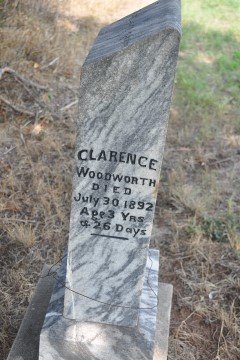 CLARENCE
WOODWORTH
DIED
July 30 1892
Age 3 Yrs
& 26 Days